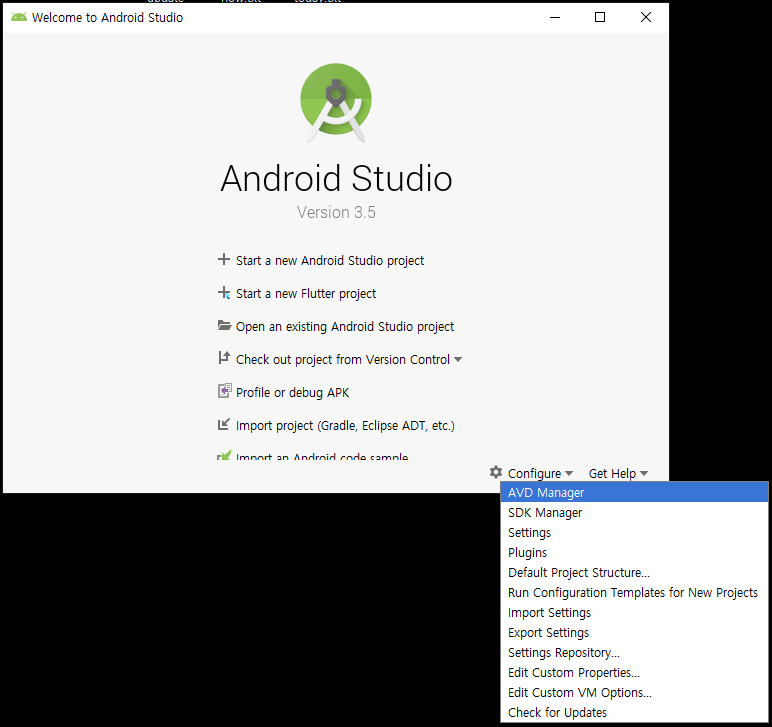 Welcome to Android Studio
Android Studio
Version 3.5
Start a new Android Studio project
Start a new Flutter project
Open an existing Android Studio project
Check out project from Version Control
Profile or debug APK
Import project (Gradle, Eclipse ADT, etc.)
Import an Android code sample
Configure Get Help
AVD Manager
SDK Manager
Settings
Plugins
Default Project Structure...
Run Configuration Templates for New Projects
Import Settings
Export Settings
Settings Repository...
Edit Custom Properties...
Edit Custom VM Options...
Check for Updates